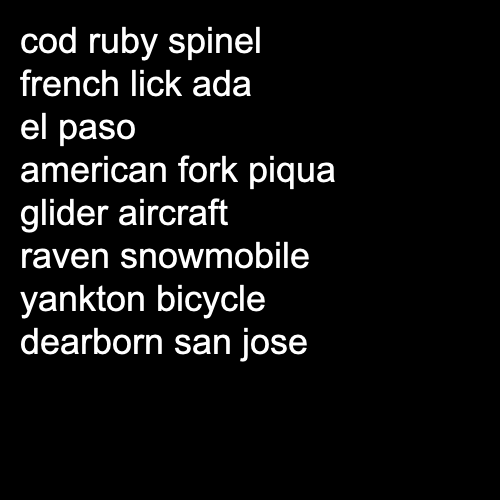 cod ruby spinel
french lick ada
el paso
american fork piqua
glider aircraft
raven snowmobile
yankton bicycle
dearborn san jose